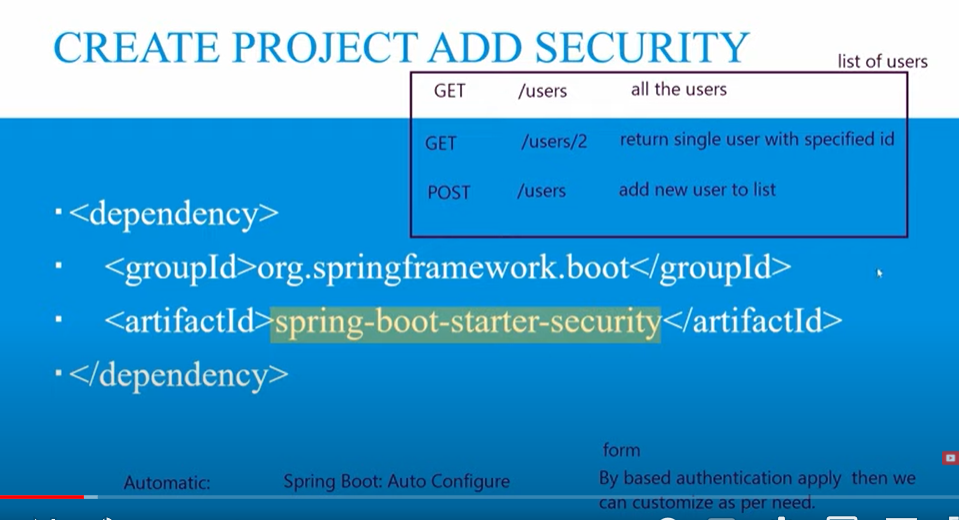 CREATE PROJECT ADD SECURITY
list of users
GET /users all the users
GET /users/2 return single user with specified id
POST /users add new user to list
▪ <dependency>
▪ <groupId>org.springframework.boot</groupId>
▪ <artifactId>spring-boot-starter-security</artifactId>
▪ </dependency>
form
Automatic: Spring Boot: Auto Configure By based authentication apply then we
can customize as per need.